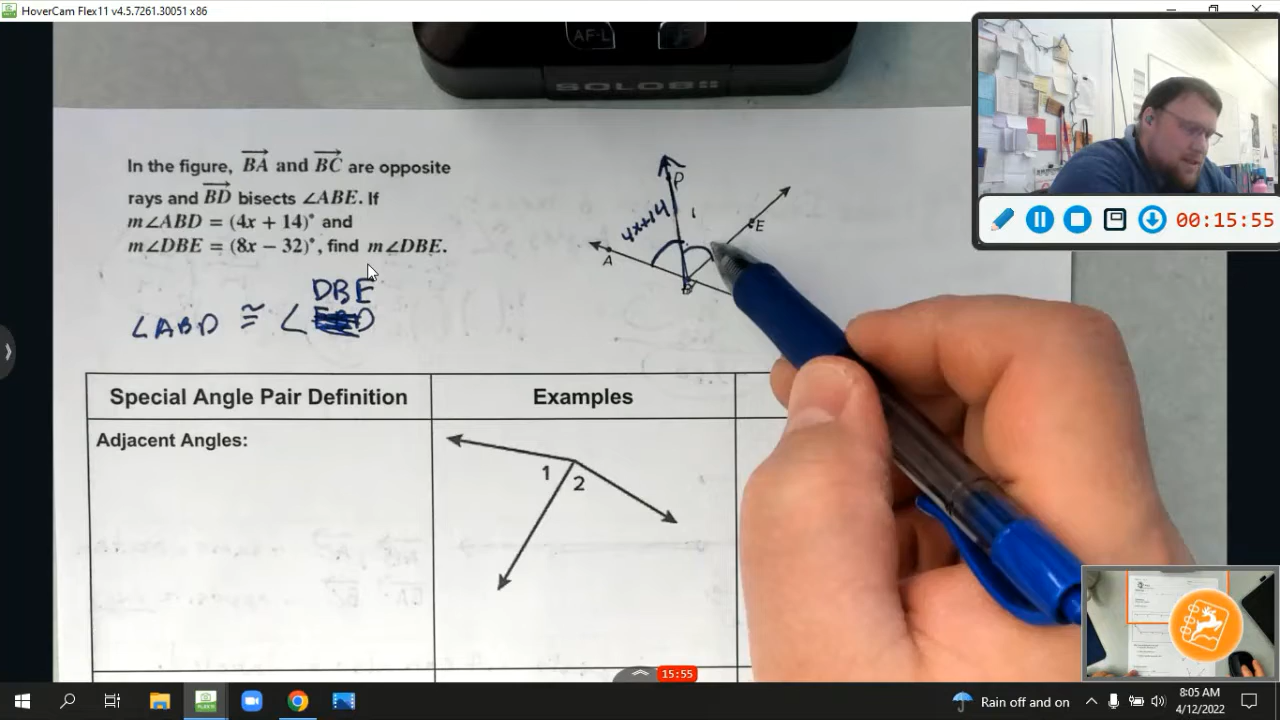 HoverCam Flex11 v4.5.7261.30051 x86
AF-L
SOLO8
00:15:55
In the figure, BA and BC are opposite
rays and BD bisects ∠ABE. If
m∠ABD = (4x + 14)° and
m∠DBE = (8x − 32)°, find m∠DBE.
D
4x+14
E
A
B
DBE
∠ABD ≅ ∠
D
Special Angle Pair Definition
Examples
Adjacent Angles:
1
2
15:55
Rain off and on
8:05 AM
4/12/2022